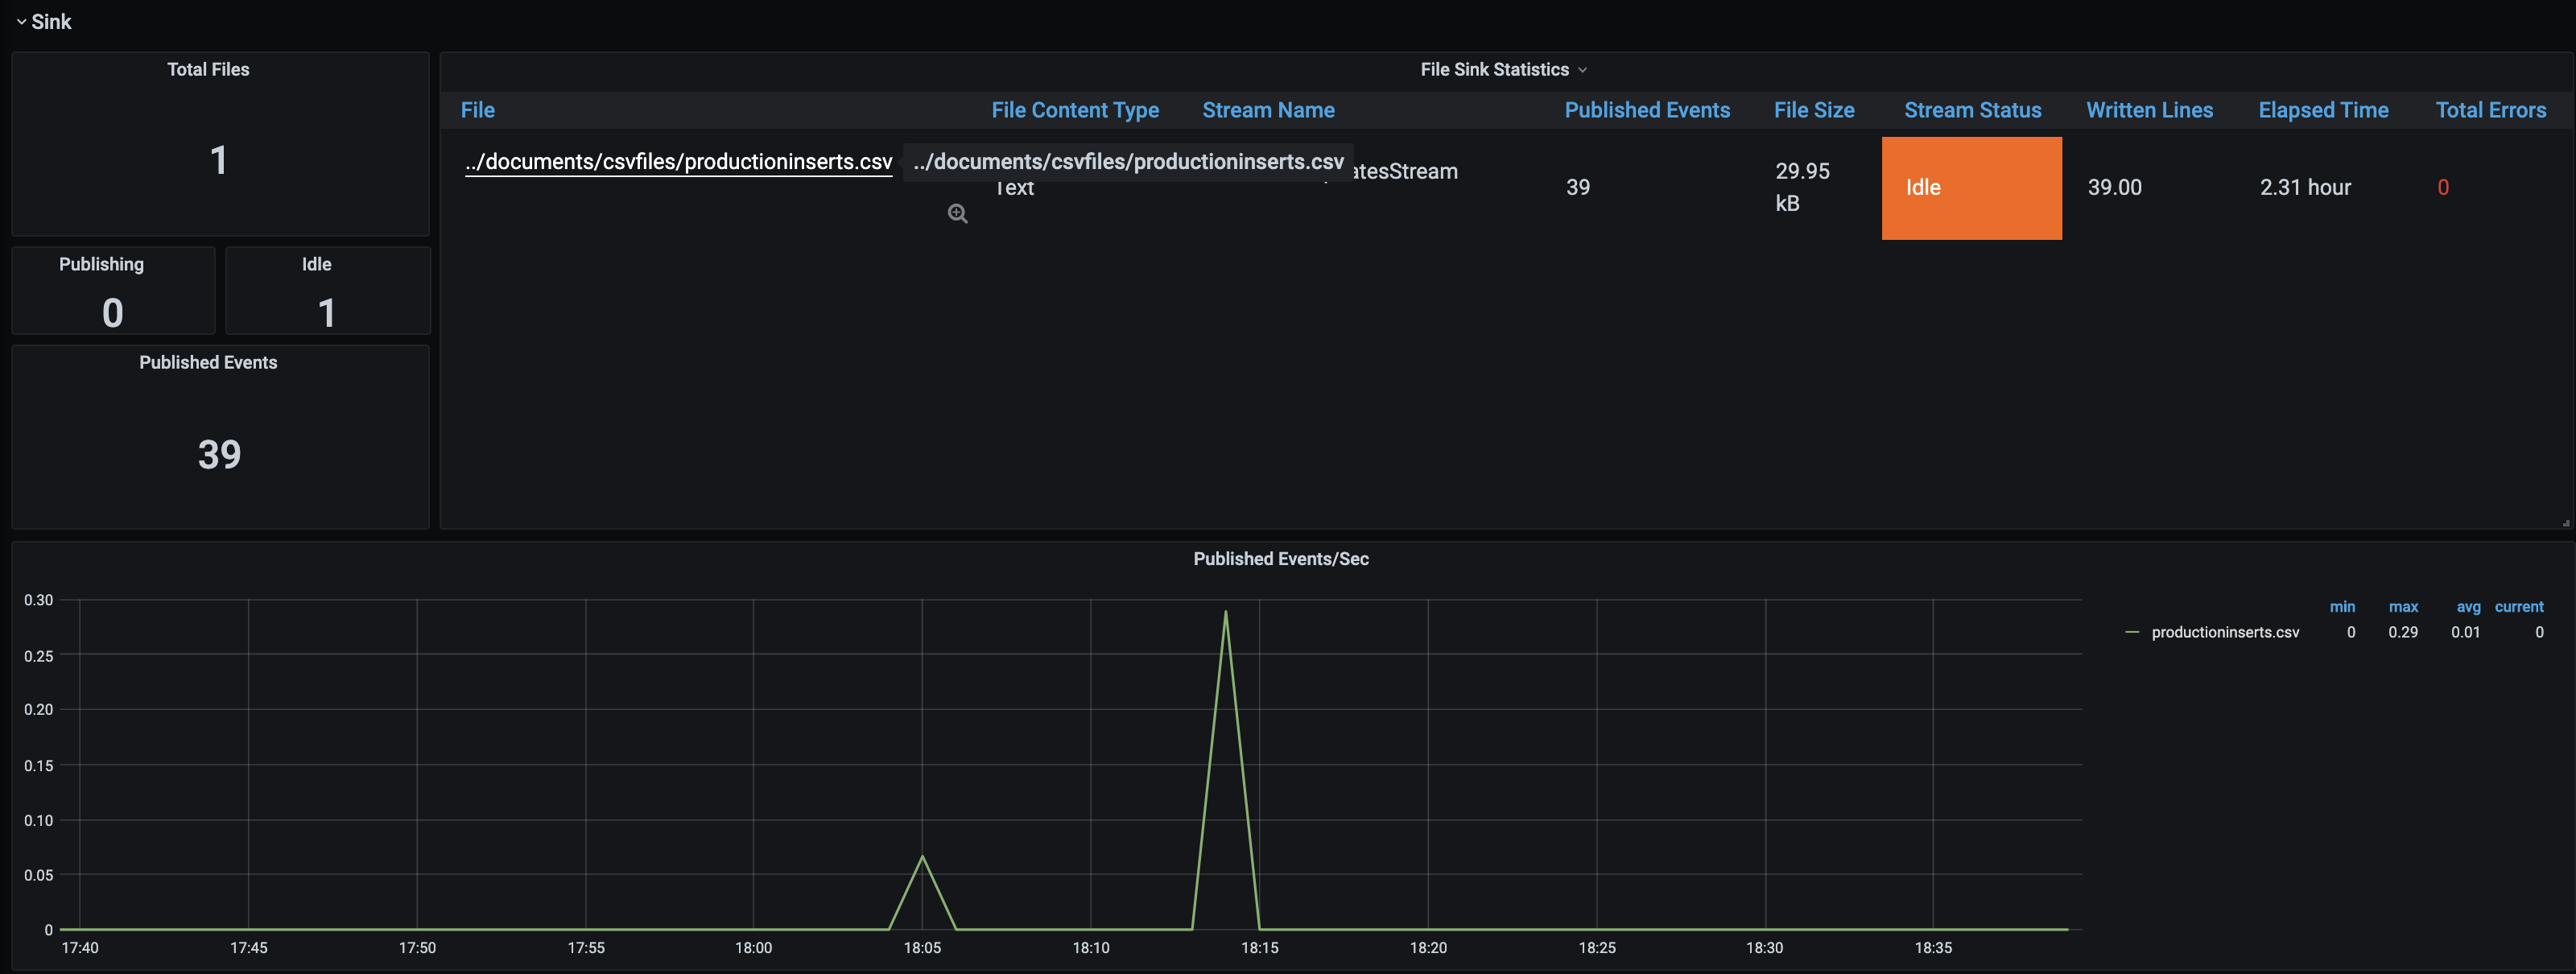 Sink
Total Files
1
Publishing
0
Idle
1
Published Events
39
File Sink Statistics
File File Content Type Stream Name Published Events File Size Stream Status Written Lines Elapsed Time Total Errors
../documents/csvfiles/productioninserts.csv ../documents/csvfiles/productioninserts.csv
Text atesStream 39 29.95 kB Idle 39.00 2.31 hour 0
Published Events/Sec
0.30
0.25
0.20
0.15
0.10
0.05
0
17:40 17:45 17:50 17:55 18:00 18:05 18:10 18:15 18:20 18:25 18:30 18:35
min max avg current
productioninserts.csv 0 0.29 0.01 0